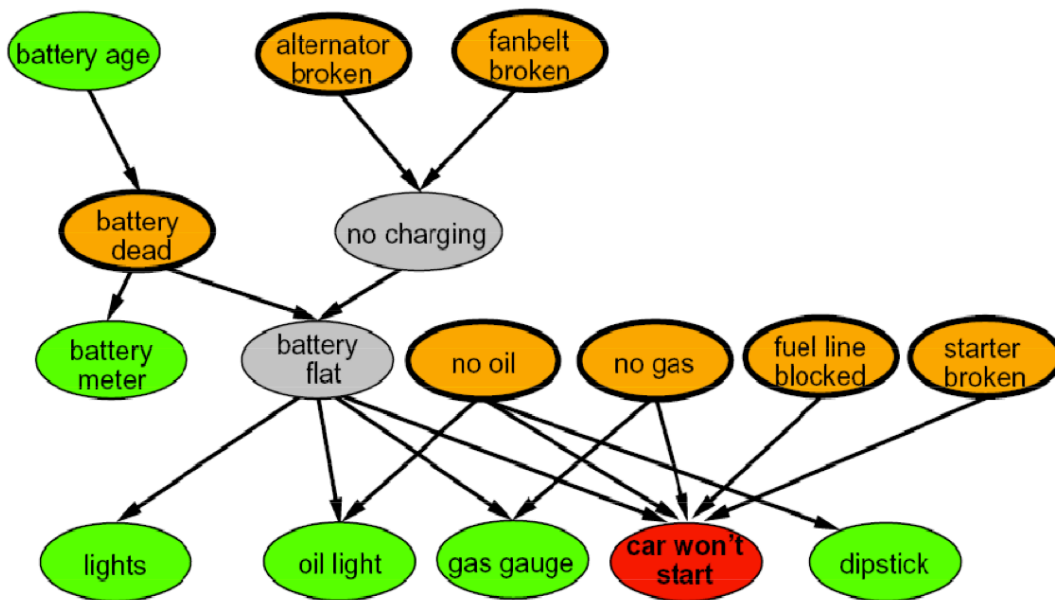 battery age
alternator
broken
fanbelt
broken
battery
dead
no charging
battery
meter
battery
flat
no oil
no gas
fuel line
blocked
starter
broken
lights
oil light
gas gauge
car won't
start
dipstick